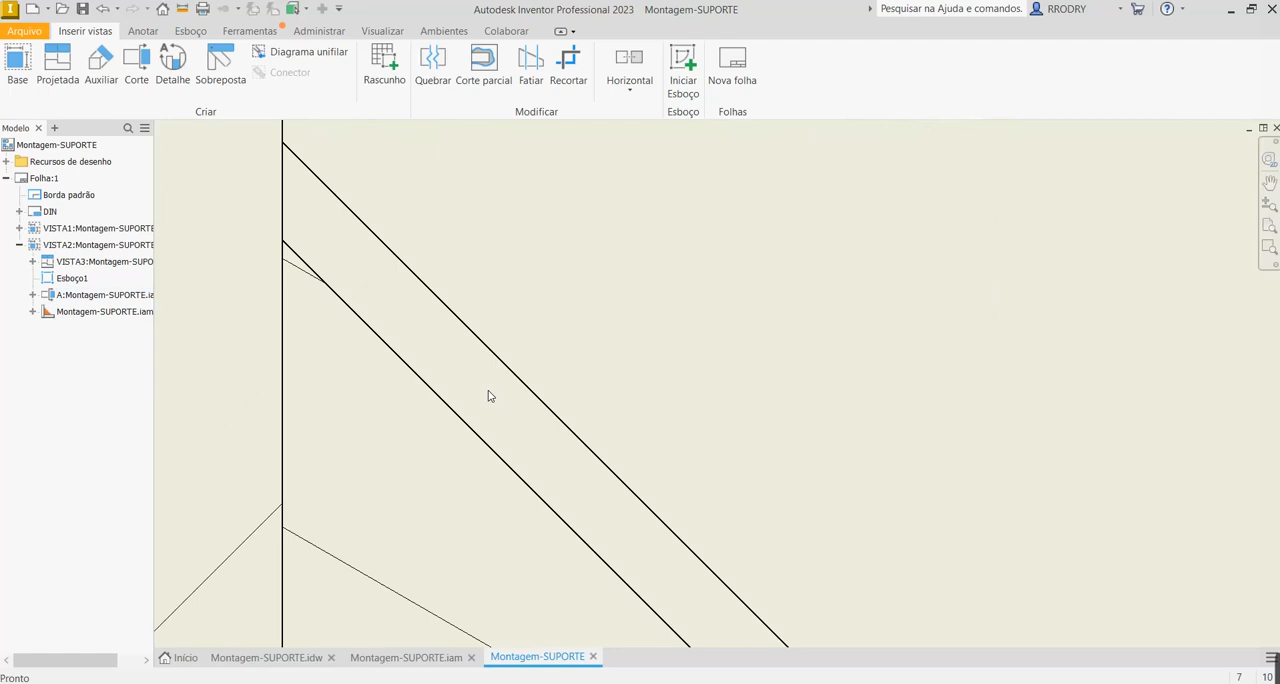 Autodesk Inventor Professional 2023 Montagem-SUPORTE
Pesquisar na Ajuda e comandos. RRODRY
Arquivo Inserir vistas Anotar Esboço Ferramentas Administrar Visualizar Ambientes Colaborar
Base Projetada Auxiliar Corte Detalhe Sobreposta
Diagrama unifilar
Conector
Rascunho Quebrar Corte parcial Fatiar Recortar Horizontal
Iniciar
Esboço
Nova folha
Criar Modificar Esboço Folhas
Modelo
Montagem-SUPORTE
Recursos de desenho
Folha:1
Borda padrão
DIN
VISTA1:Montagem-SUPORTE
VISTA2:Montagem-SUPORTE
VISTA3:Montagem-SUPO
Esboço1
A:Montagem-SUPORTE.ia
Montagem-SUPORTE.iam
Início Montagem-SUPORTE.idw Montagem-SUPORTE.iam Montagem-SUPORTE
Pronto 7 10